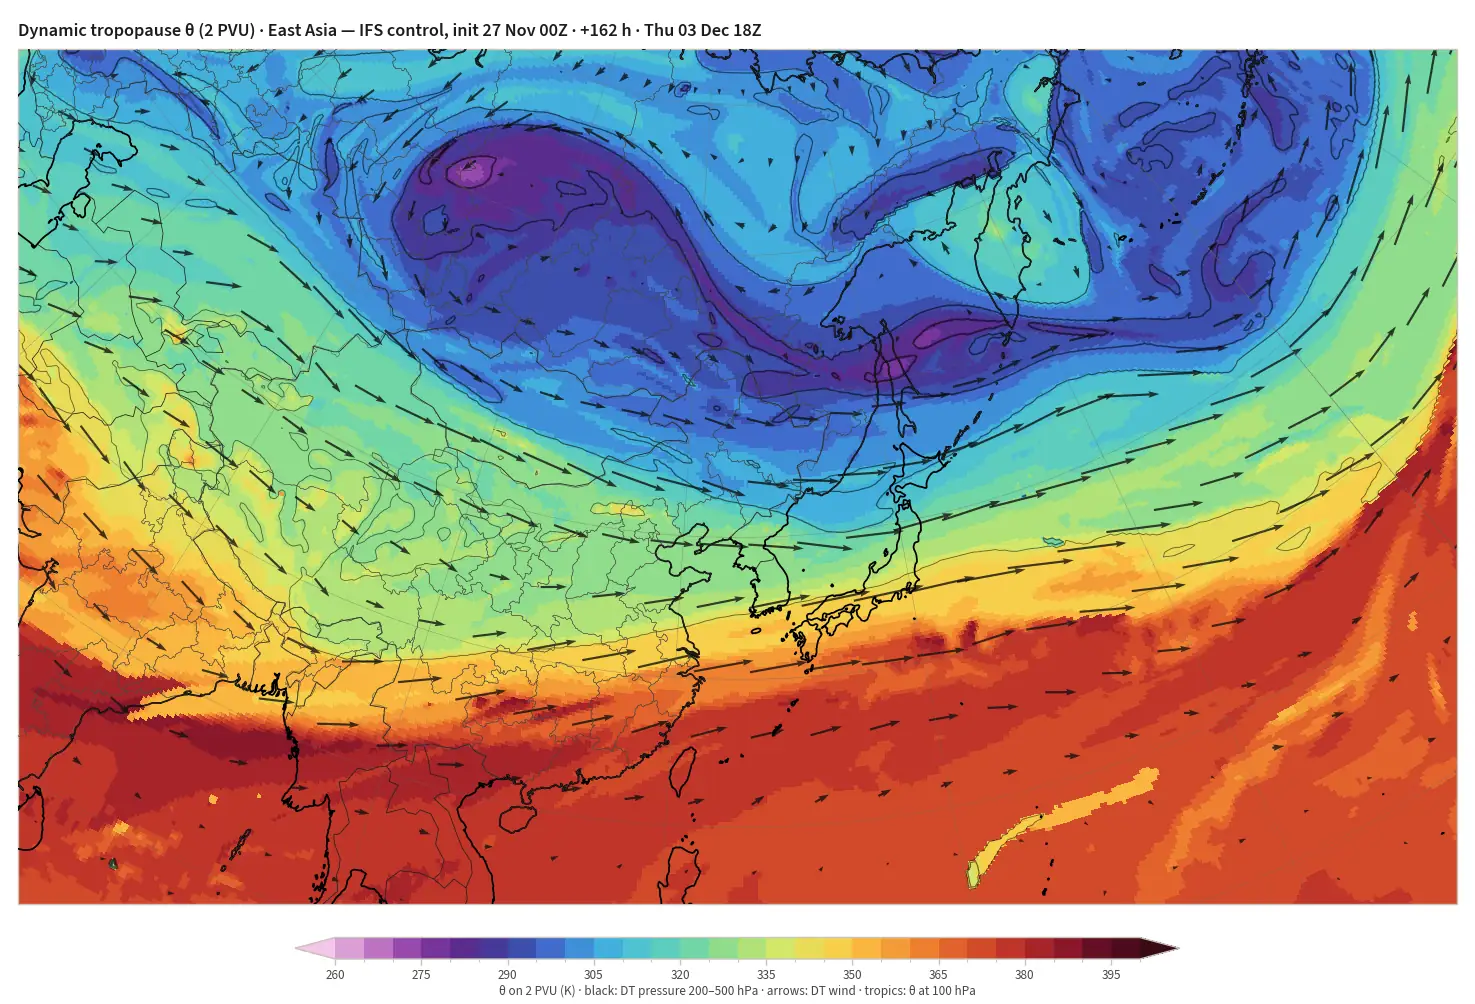 Dynamic tropopause θ (2 PVU) · East Asia — IFS control, init 27 Nov 00Z · +162 h · Thu 03 Dec 18Z
260 275 290 305 320 335 350 365 380 395
θ on 2 PVU (K) · black: DT pressure 200–500 hPa · arrows: DT wind · tropics: θ at 100 hPa